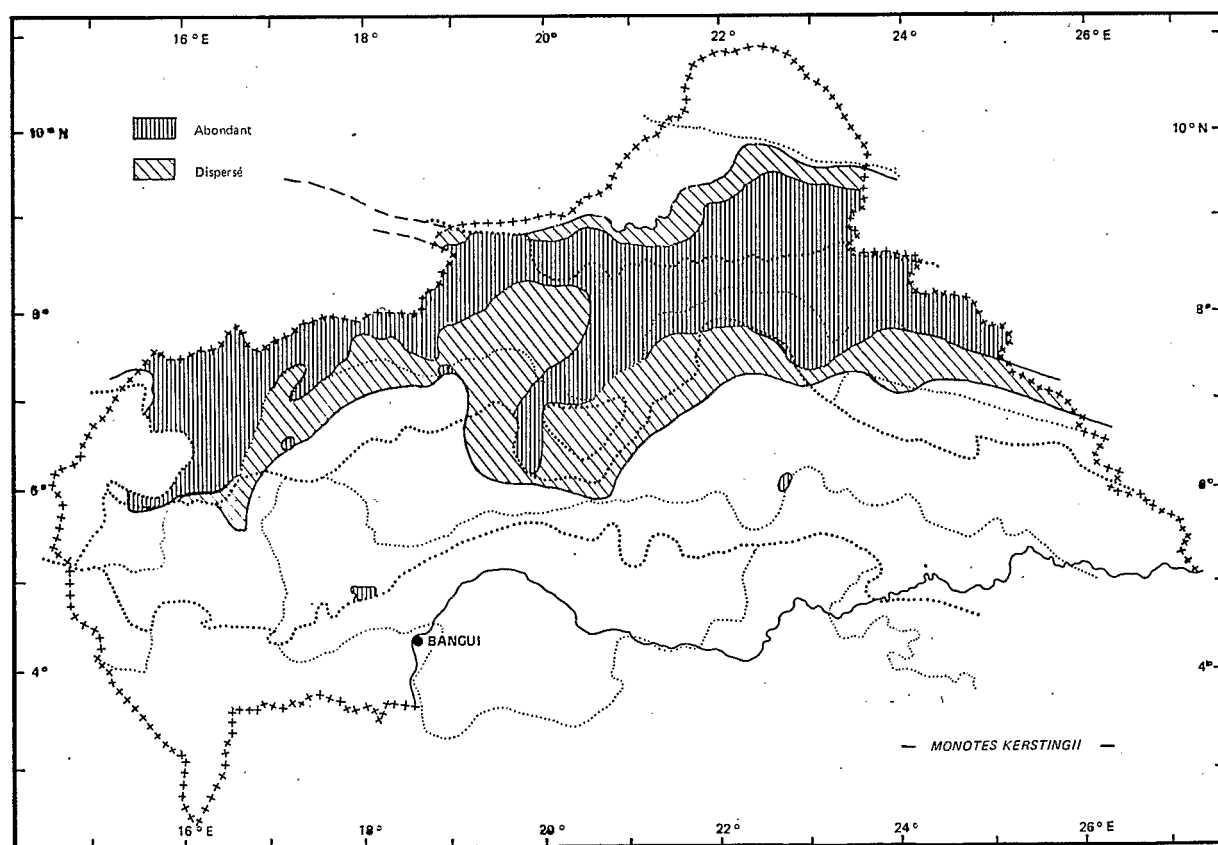 16°E 18° 20° 22° 24° 26°E
10°N 10°N
Abondant
Dispersé
8° 8°
6° 6°
BANGUI
4° 4°
— MONOTES KERSTINGII —
16°E 18° 20° 22° 24° 26°E